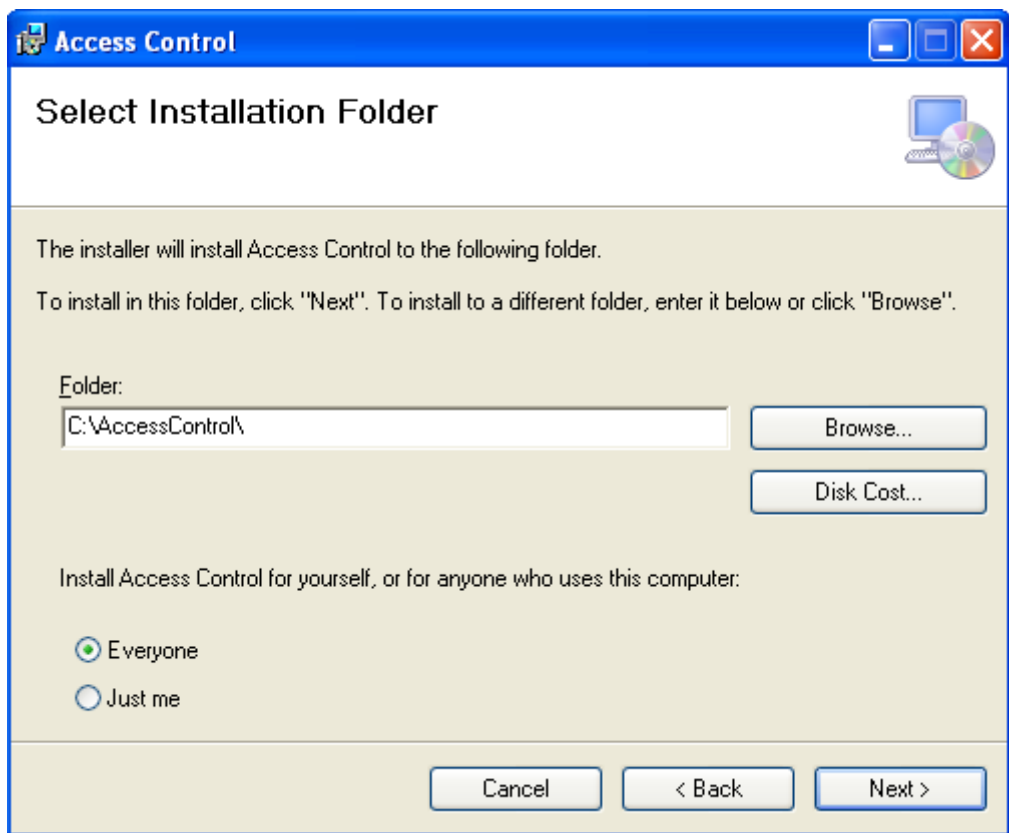 Access Control
Select Installation Folder
The installer will install Access Control to the following folder.
To install in this folder, click "Next". To install to a different folder, enter it below or click "Browse".
Folder:
C:\AccessControl\
Browse...
Disk Cost...
Install Access Control for yourself, or for anyone who uses this computer:
Everyone
Just me
Cancel
< Back
Next >